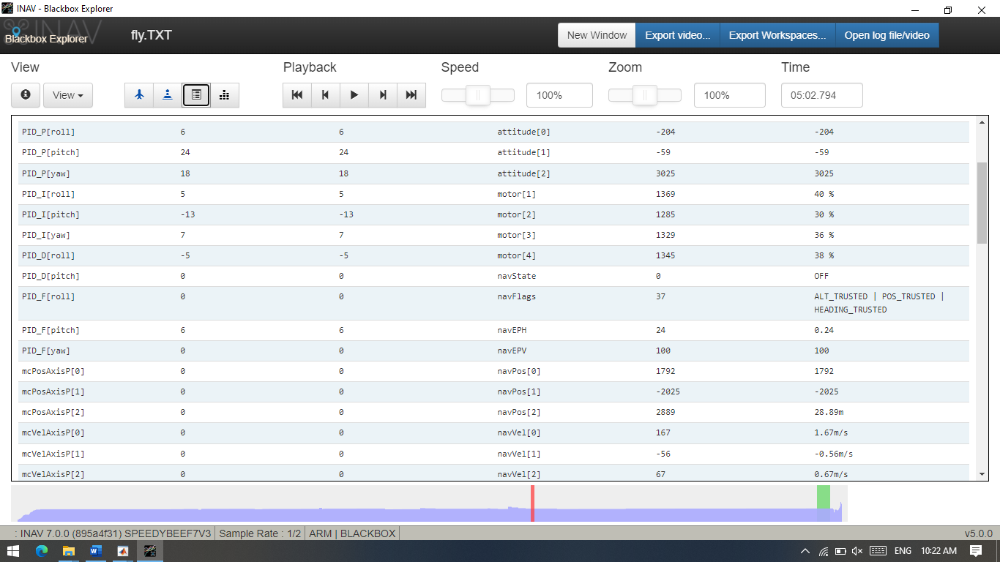 INAV - Blackbox Explorer
INAV
Blackbox Explorer
fly.TXT
New Window
Export video...
Export Workspaces...
Open log file/video
View
Playback
Speed
Zoom
Time
View
100%
100%
05:02.794
PID_P[roll] 6 6 attitude[0] -204 -204
PID_P[pitch] 24 24 attitude[1] -59 -59
PID_P[yaw] 18 18 attitude[2] 3025 3025
PID_I[roll] 5 5 motor[1] 1369 40 %
PID_I[pitch] -13 -13 motor[2] 1285 30 %
PID_I[yaw] 7 7 motor[3] 1329 36 %
PID_D[roll] -5 -5 motor[4] 1345 38 %
PID_D[pitch] 0 0 navState 0 OFF
PID_F[roll] 0 0 navFlags 37 ALT_TRUSTED | POS_TRUSTED |
HEADING_TRUSTED
PID_F[pitch] 6 6 navEPH 24 0.24
PID_F[yaw] 0 0 navEPV 100 100
mcPosAxisP[0] 0 0 navPos[0] 1792 1792
mcPosAxisP[1] 0 0 navPos[1] -2025 -2025
mcPosAxisP[2] 0 0 navPos[2] 2889 28.89m
mcVelAxisP[0] 0 0 navVel[0] 167 1.67m/s
mcVelAxisP[1] 0 0 navVel[1] -56 -0.56m/s
mcVelAxisP[2] 0 0 navVel[2] 67 0.67m/s
: INAV 7.0.0 (895a4f31) SPEEDYBEEF7V3
Sample Rate : 1/2
ARM | BLACKBOX
v5.0.0
ENG
10:22 AM